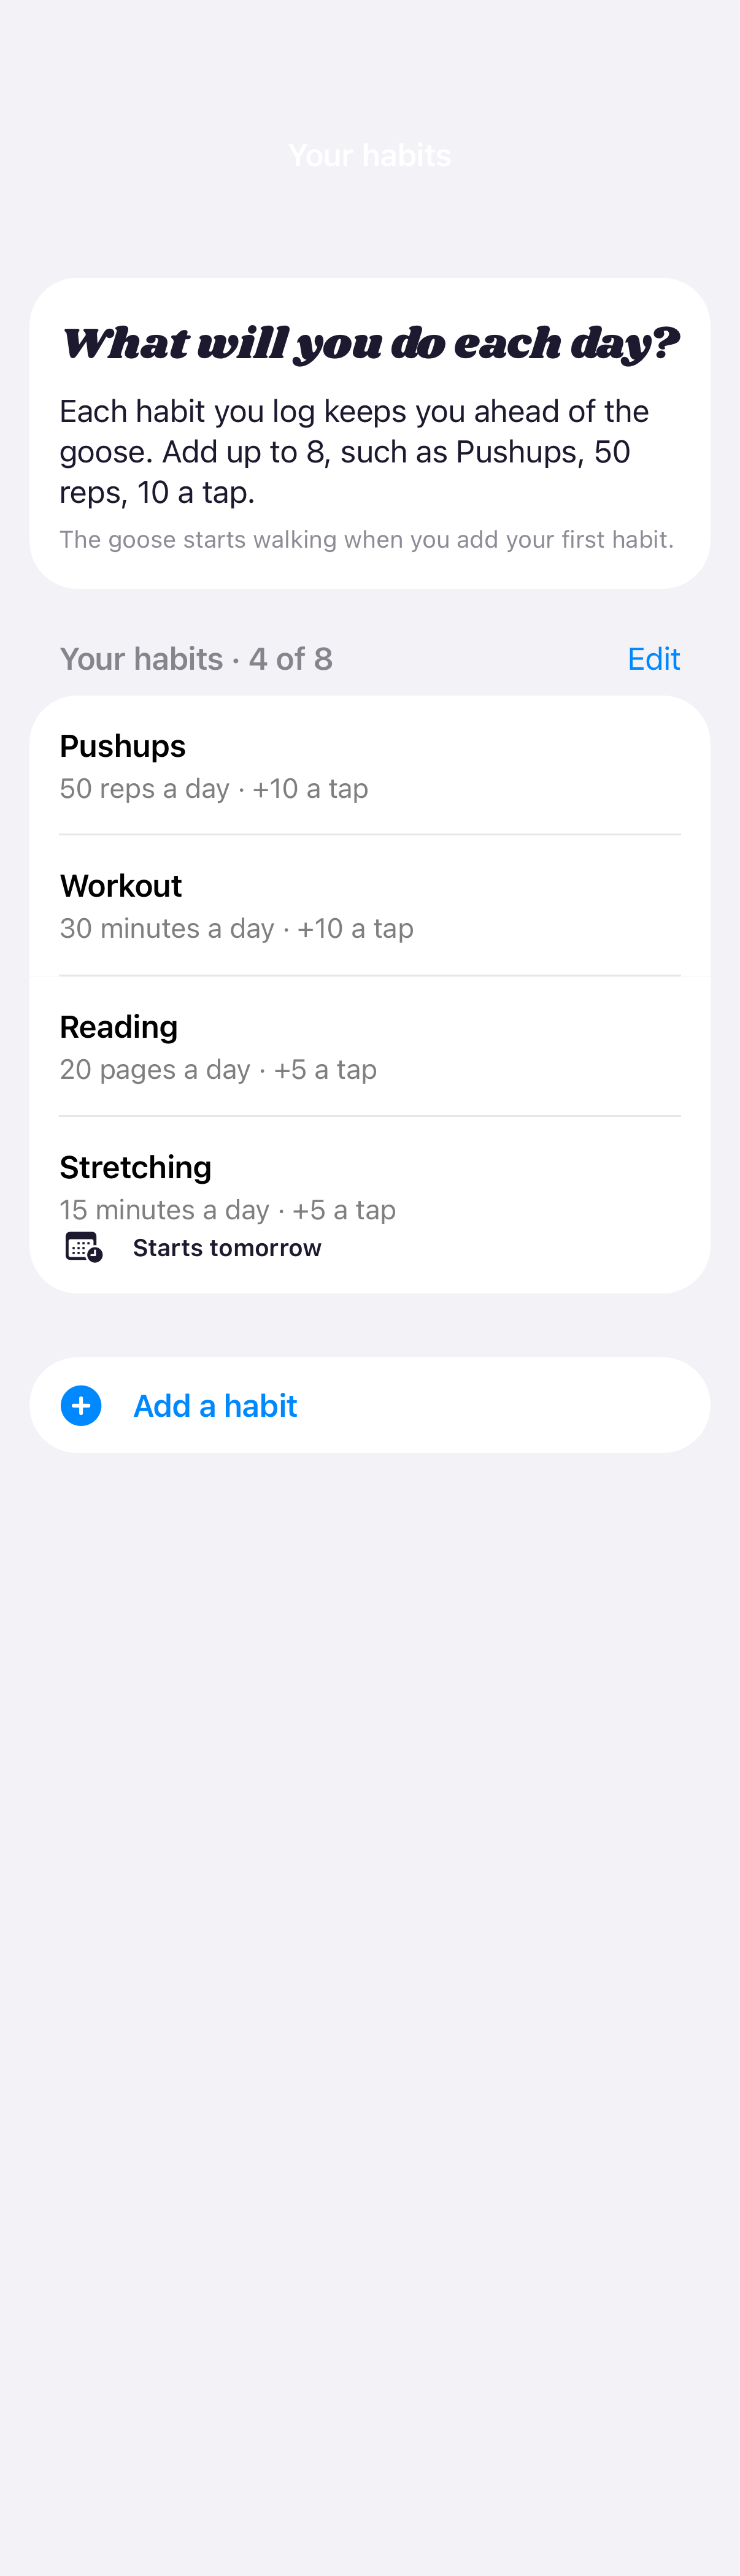 Your habits
What will you do each day?
Each habit you log keeps you ahead of the
goose. Add up to 8, such as Pushups, 50
reps, 10 a tap.
The goose starts walking when you add your first habit.
Your habits · 4 of 8
Edit
Pushups
50 reps a day · +10 a tap
Workout
30 minutes a day · +10 a tap
Reading
20 pages a day · +5 a tap
Stretching
15 minutes a day · +5 a tap
Starts tomorrow
Add a habit